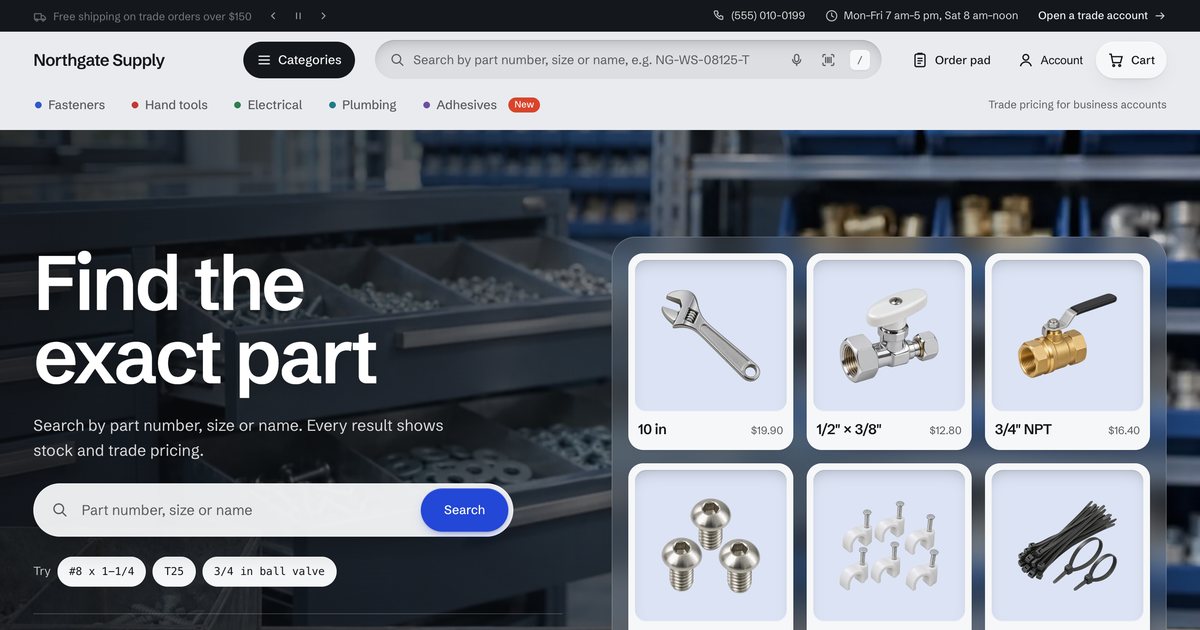 Free shipping on trade orders over $150
(555) 010-0199
Mon–Fri 7 am–5 pm, Sat 8 am–noon
Open a trade account
Northgate Supply
Categories
Search by part number, size or name, e.g. NG-WS-08125-T
/
Order pad
Account
Cart
Fasteners
Hand tools
Electrical
Plumbing
Adhesives
New
Trade pricing for business accounts
Find the
exact part
Search by part number, size or name. Every result shows
stock and trade pricing.
Part number, size or name
Search
Try
#8 x 1-1/4
T25
3/4 in ball valve
10 in
$19.90
1/2" × 3/8"
$12.80
3/4" NPT
$16.40